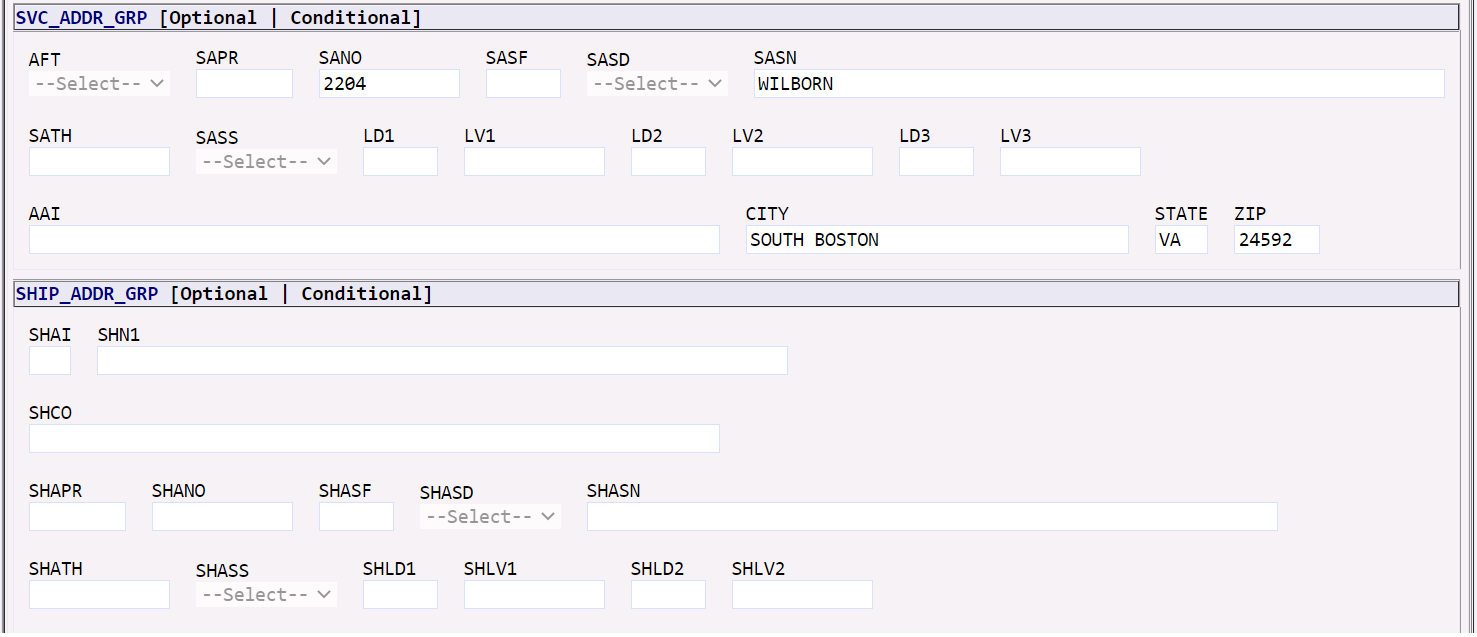 SVC_ADDR_GRP [Optional | Conditional]
AFT SAPR SANO SASF SASD SASN
--Select-- 2204 --Select-- WILBORN
SATH SASS LD1 LV1 LD2 LV2 LD3 LV3
--Select--
AAI CITY STATE ZIP
SOUTH BOSTON VA 24592
SHIP_ADDR_GRP [Optional | Conditional]
SHAI SHN1
SHCO
SHAPR SHANO SHASF SHASD SHASN
--Select--
SHATH SHASS SHLD1 SHLV1 SHLD2 SHLV2
--Select--